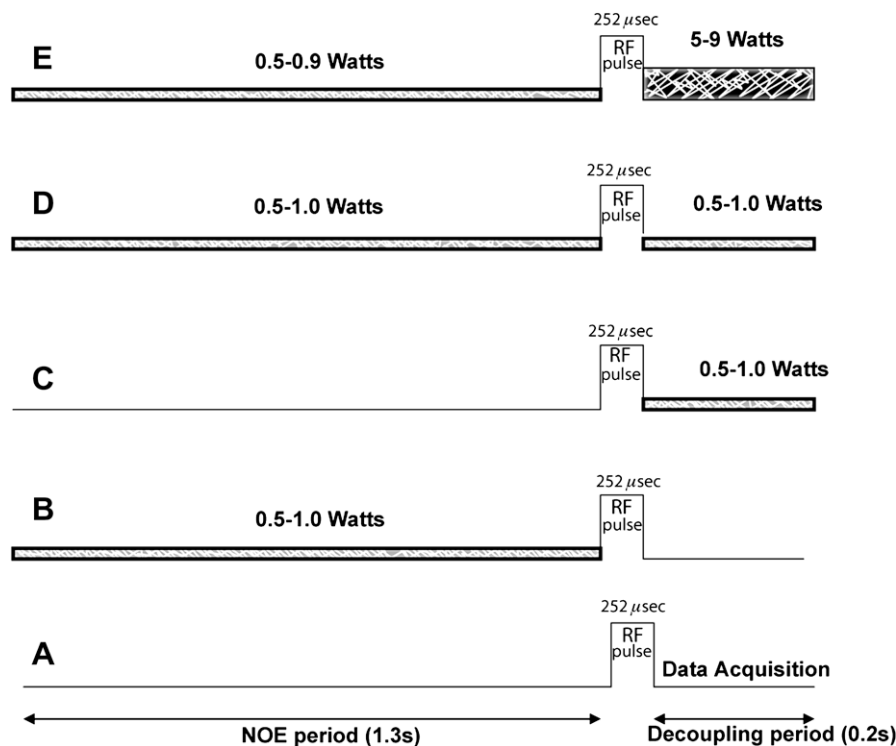 252 µsec
E
0.5-0.9 Watts
RF
pulse
5-9 Watts
252 µsec
D
0.5-1.0 Watts
RF
pulse
0.5-1.0 Watts
252 µsec
C
RF
pulse
0.5-1.0 Watts
252 µsec
B
0.5-1.0 Watts
RF
pulse
252 µsec
A
RF
pulse
Data Acquisition
NOE period (1.3s)
Decoupling period (0.2s)